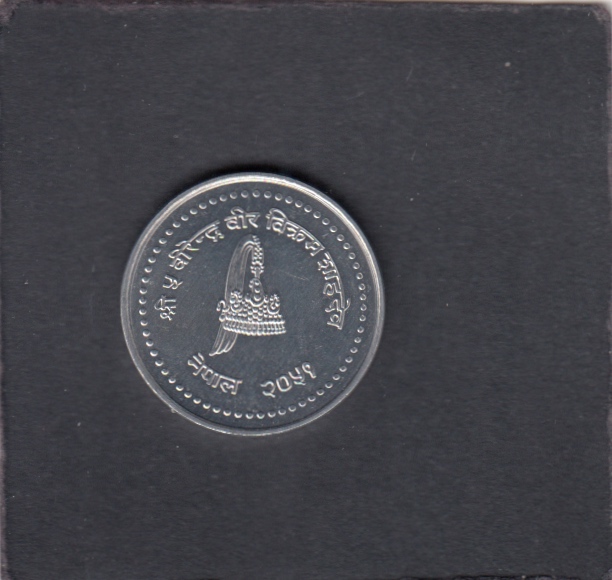 श्री ५ वीरेन्द्र वीर विक्रम शाहदेव
नेपाल २०५१